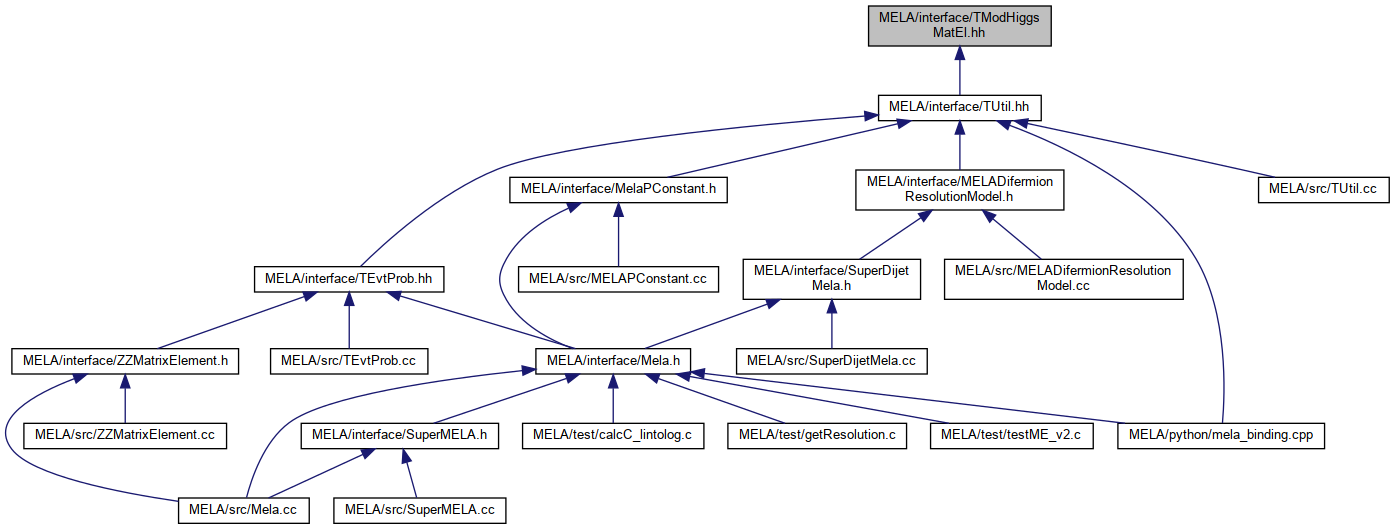 MELA/interface/TModHiggs
MatEl.hh
MELA/interface/TUtil.hh
MELA/interface/MelaPConstant.h
MELA/interface/MELADifermion
ResolutionModel.h
MELA/src/TUtil.cc
MELA/interface/TEvtProb.hh
MELA/src/MELAPConstant.cc
MELA/interface/SuperDijet
Mela.h
MELA/src/MELADifermionResolution
Model.cc
MELA/interface/ZZMatrixElement.h
MELA/src/TEvtProb.cc
MELA/interface/Mela.h
MELA/src/SuperDijetMela.cc
MELA/src/ZZMatrixElement.cc
MELA/interface/SuperMELA.h
MELA/test/calcC_lintolog.c
MELA/test/getResolution.c
MELA/test/testME_v2.c
MELA/python/mela_binding.cpp
MELA/src/Mela.cc
MELA/src/SuperMELA.cc